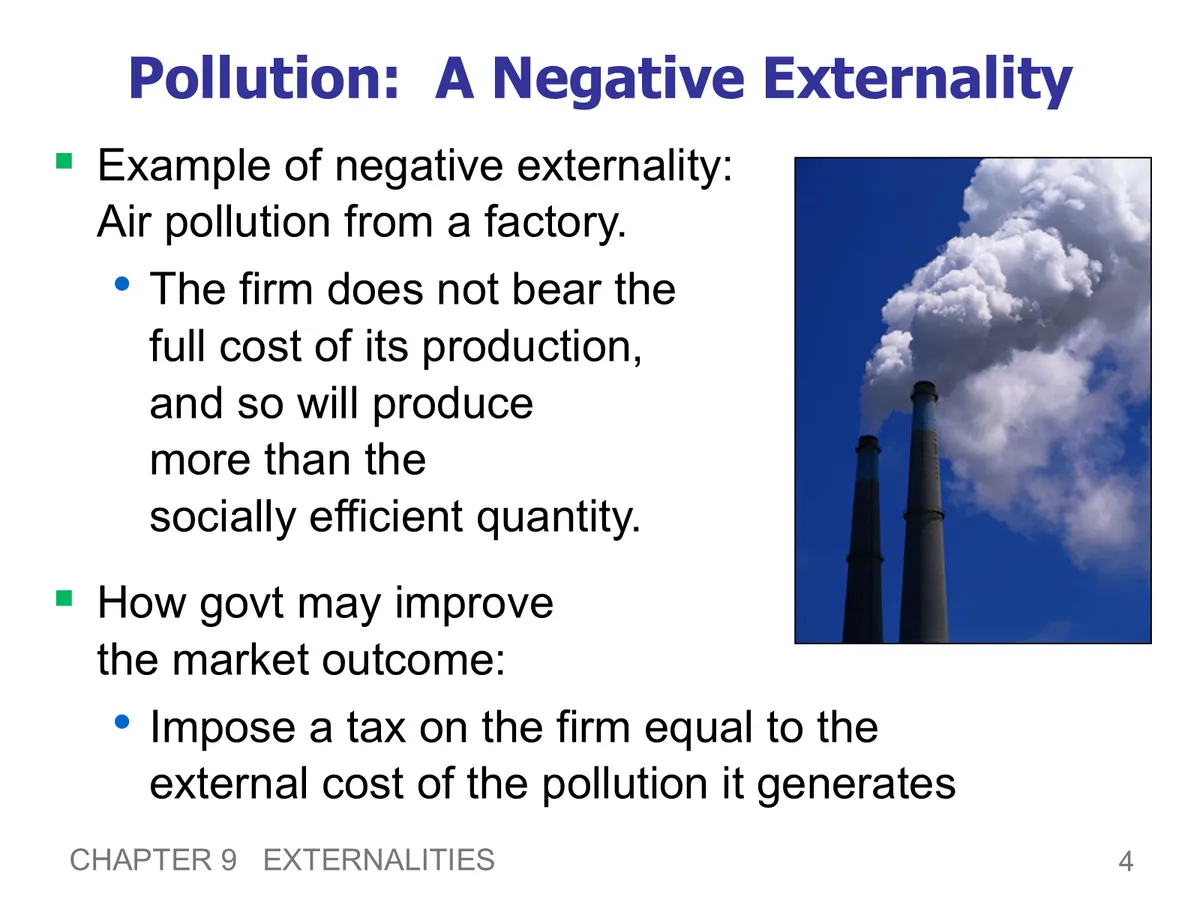 Pollution: A Negative Externality
Example of negative externality:
Air pollution from a factory.
The firm does not bear the
full cost of its production,
and so will produce
more than the
socially efficient quantity.
How govt may improve
the market outcome:
Impose a tax on the firm equal to the
external cost of the pollution it generates
CHAPTER 9 EXTERNALITIES
4